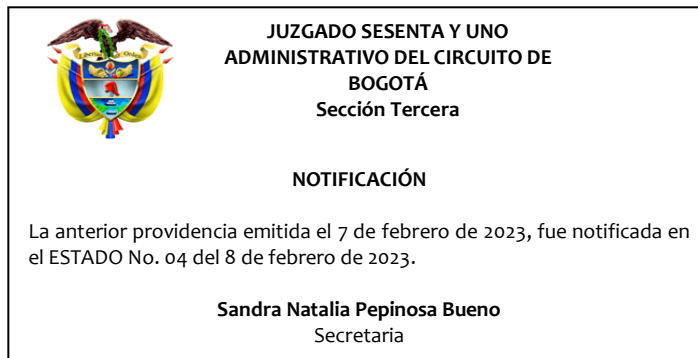 JUZGADO SESENTA Y UNO
ADMINISTRATIVO DEL CIRCUITO DE
BOGOTÁ
Sección Tercera
NOTIFICACIÓN
La anterior providencia emitida el 7 de febrero de 2023, fue notificada en
el ESTADO No. 04 del 8 de febrero de 2023.
Sandra Natalia Pepinosa Bueno
Secretaria